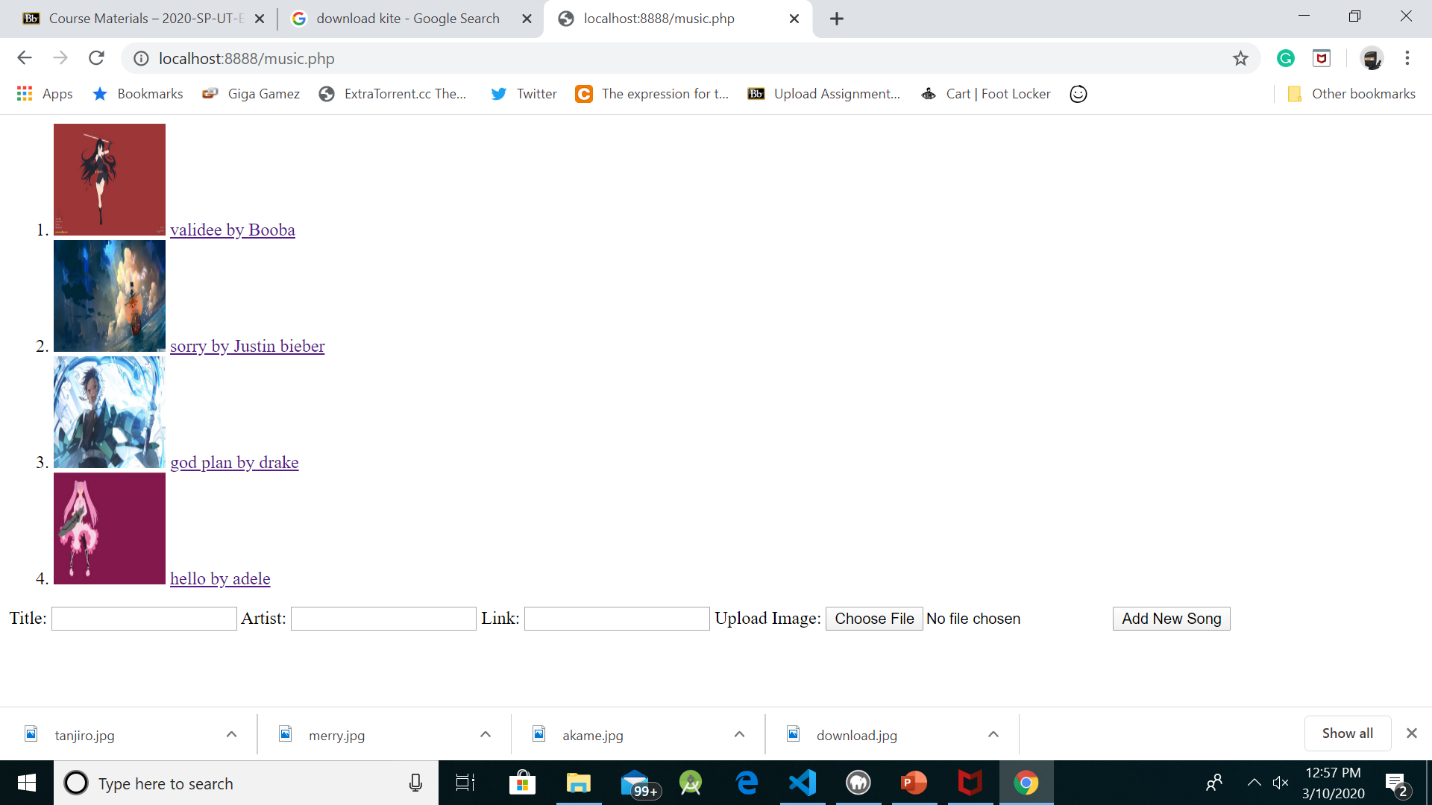 Course Materials – 2020-SP-UT-E
download kite - Google Search
localhost:8888/music.php
localhost:8888/music.php
Apps
Bookmarks
Giga Gamez
ExtraTorrent.cc The...
Twitter
The expression for t...
Bb Upload Assignment...
Cart | Foot Locker
Other bookmarks
1. validee by Booba
2. sorry by Justin bieber
3. god plan by drake
4. hello by adele
Title: Artist: Link: Upload Image: Choose File No file chosen Add New Song
tanjiro.jpg
merry.jpg
akame.jpg
download.jpg
Show all
Type here to search
99+
12:57 PM
3/10/2020
2